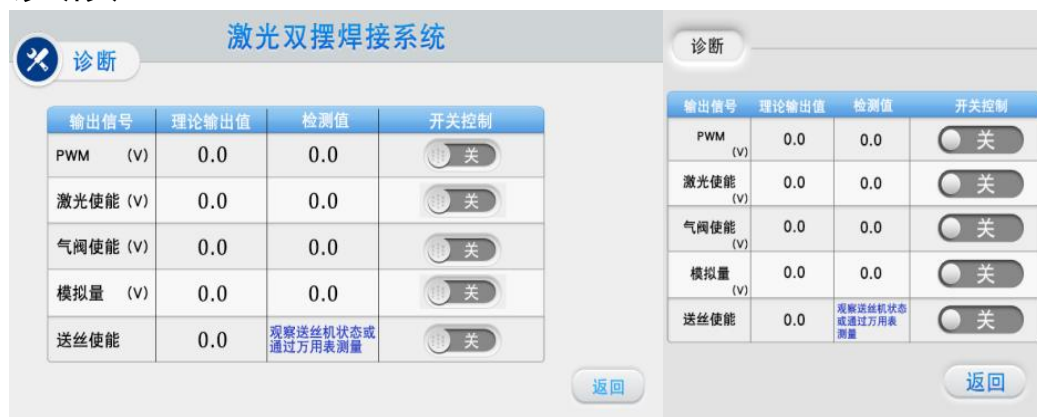 激光双摆焊接系统
诊断
输出信号 理论输出值 检测值 开关控制
PWM (V) 0.0 0.0 关
激光使能 (V) 0.0 0.0 关
气阀使能 (V) 0.0 0.0 关
模拟量 (V) 0.0 0.0 关
送丝使能 0.0 观察送丝机状态或 关
通过万用表测量
返回
诊断
输出信号 理论输出值 检测值 开关控制
PWM 0.0 0.0 关
(V)
激光使能 0.0 0.0 关
(V)
气阀使能 0.0 0.0 关
(V)
模拟量 0.0 0.0 关
(V)
送丝使能 0.0 观察送丝机状态 关
或通过万用表
测量
返回